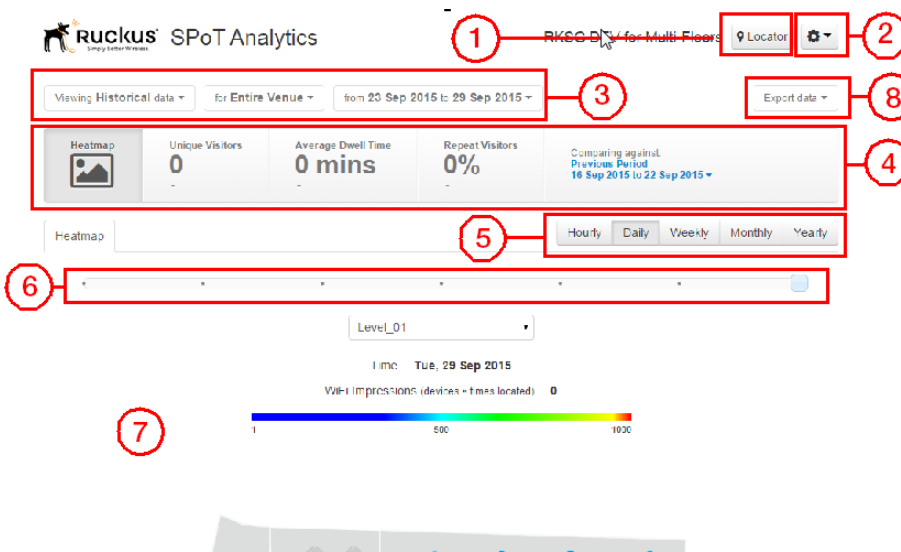 RUCKUS SPoT Analytics
Simply Better Wireless.
1
RKSG DEV for Multi-Floors
Locator
2
Viewing Historical data
for Entire Venue
from 23 Sep 2015 to 29 Sep 2015
3
Export data
8
Heatmap
Unique Visitors
0
-
Average Dwell Time
0 mins
-
Repeat Visitors
0%
-
Comparing against
Previous Period
16 Sep 2015 to 22 Sep 2015
4
Heatmap
5
Hourly Daily Weekly Monthly Yearly
6
Level_01
Time Tue, 29 Sep 2015
WiFi Impressions (devices * times located) 0
7
1 500 1000